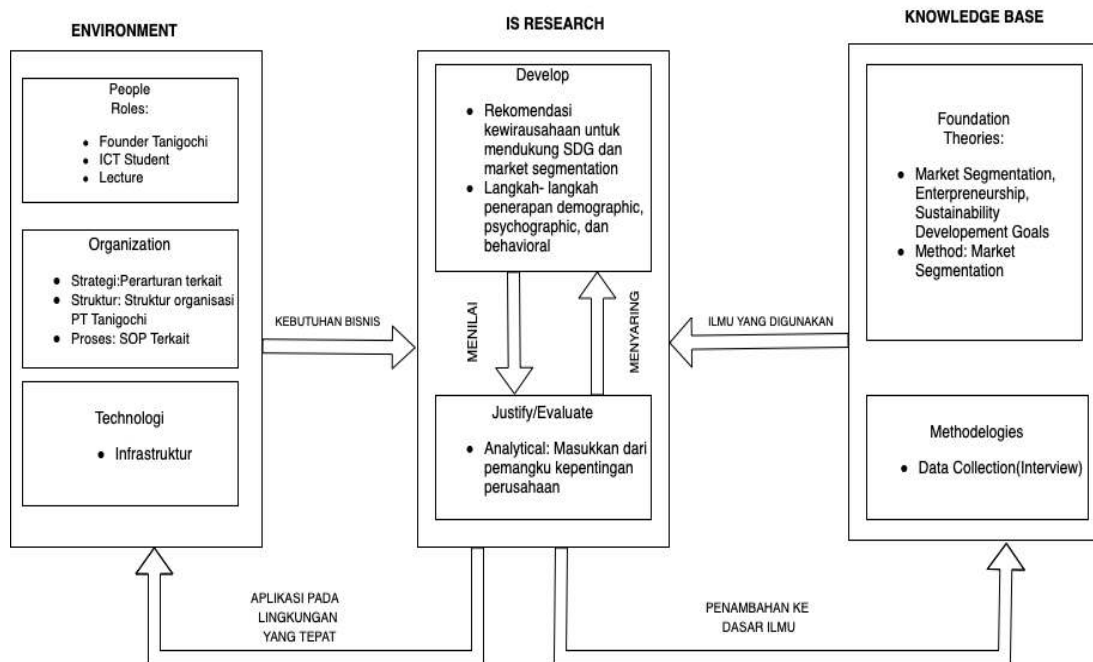 ENVIRONMENT
People
Roles:
● Founder Tanigochi
● ICT Student
● Lecture
Organization
● Strategi:Perarturan terkait
● Struktur: Struktur organisasi
PT Tanigochi
● Proses: SOP Terkait
Technologi
● Infrastruktur
KEBUTUHAN BISNIS
IS RESEARCH
Develop
● Rekomendasi
kewirausahaan untuk
mendukung SDG dan
market segmentation
● Langkah- langkah
penerapan demographic,
psychographic, dan
behavioral
MENILAI
MENYARING
Justify/Evaluate
● Analytical: Masukkan dari
pemangku kepentingan
perusahaan
ILMU YANG DIGUNAKAN
KNOWLEDGE BASE
Foundation
Theories:
● Market Segmentation,
Enterpreneurship,
Sustainability
Developement Goals
● Method: Market
Segmentation
Methodelogies
● Data Collection(Interview)
APLIKASI PADA
LINGKUNGAN
YANG TEPAT
PENAMBAHAN KE
DASAR ILMU